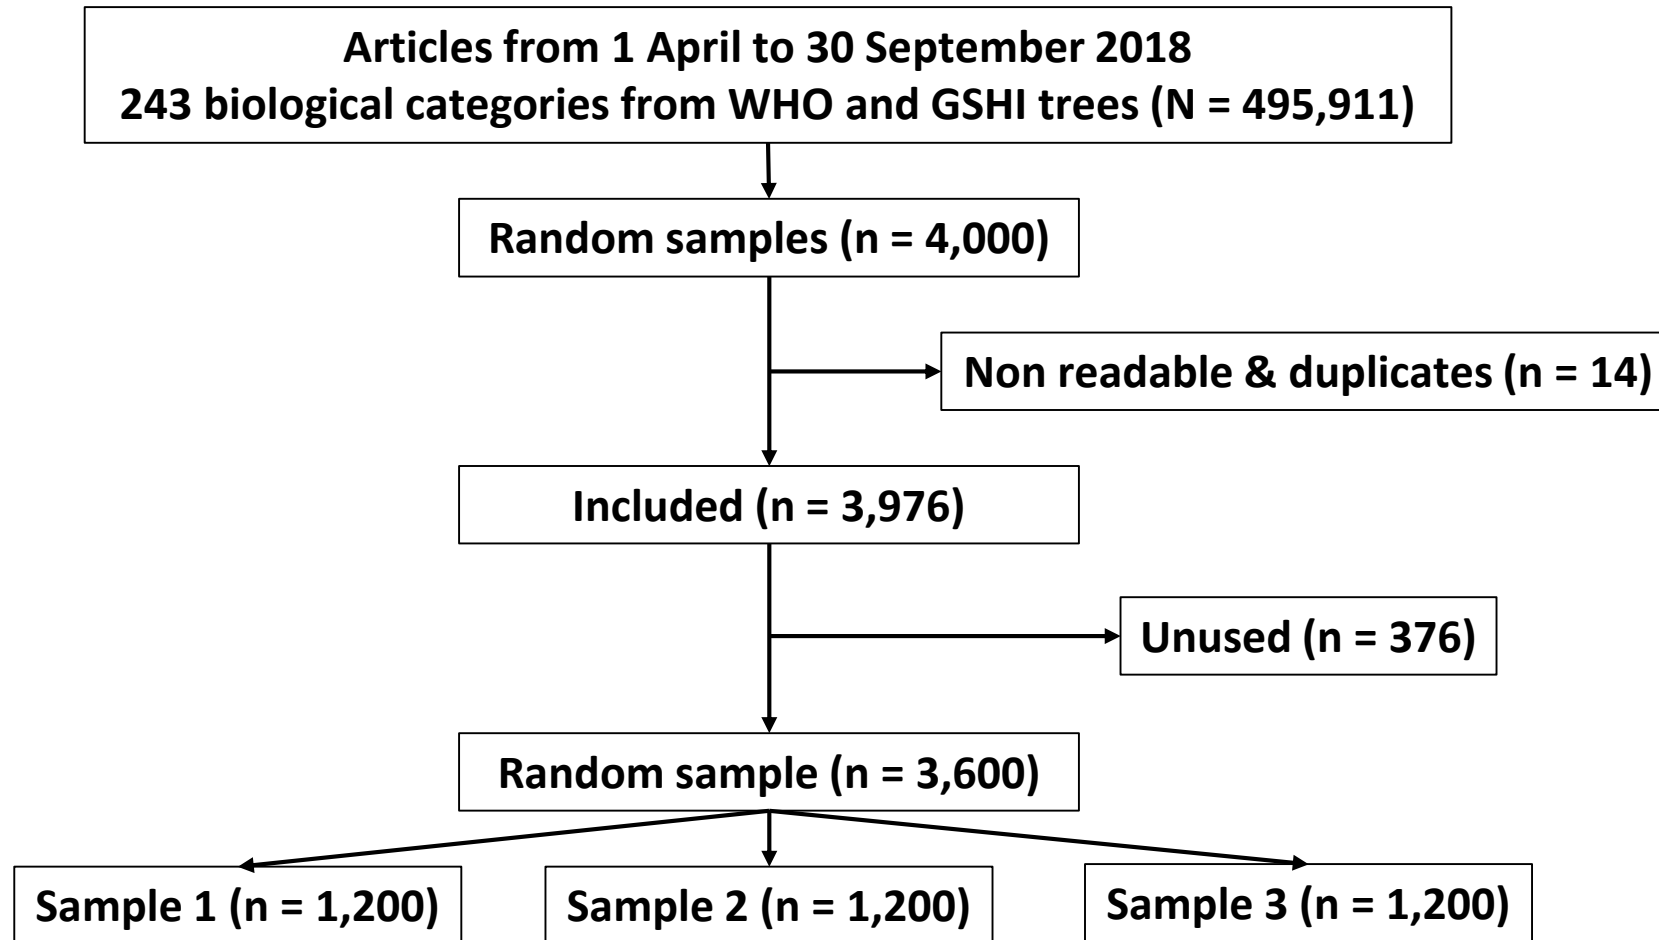 Articles from 1 April to 30 September 2018
243 biological categories from WHO and GSHI trees (N = 495,911)
Random samples (n = 4,000)
Non readable & duplicates (n = 14)
Included (n = 3,976)
Unused (n = 376)
Random sample (n = 3,600)
Sample 1 (n = 1,200)
Sample 2 (n = 1,200)
Sample 3 (n = 1,200)